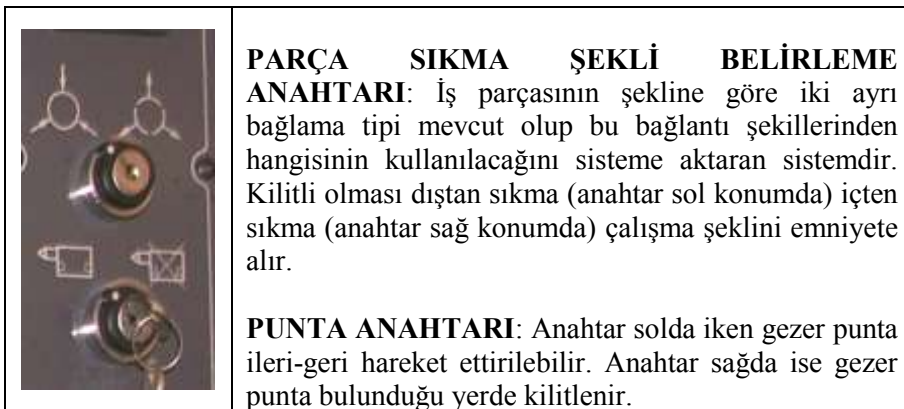 PARÇA SIKMA ŞEKLİ BELİRLEME
ANAHTARI: İş parçasının şekline göre iki ayrı
bağlama tipi mevcut olup bu bağlantı şekillerinden
hangisinin kullanılacağını sisteme aktaran sistemdir.
Kilitli olması dıştan sıkma (anahtar sol konumda) içten
sıkma (anahtar sağ konumda) çalışma şeklini emniyete
alır.
PUNTA ANAHTARI: Anahtar solda iken gezer punta
ileri-geri hareket ettirilebilir. Anahtar sağda ise gezer
punta bulunduğu yerde kilitlenir.